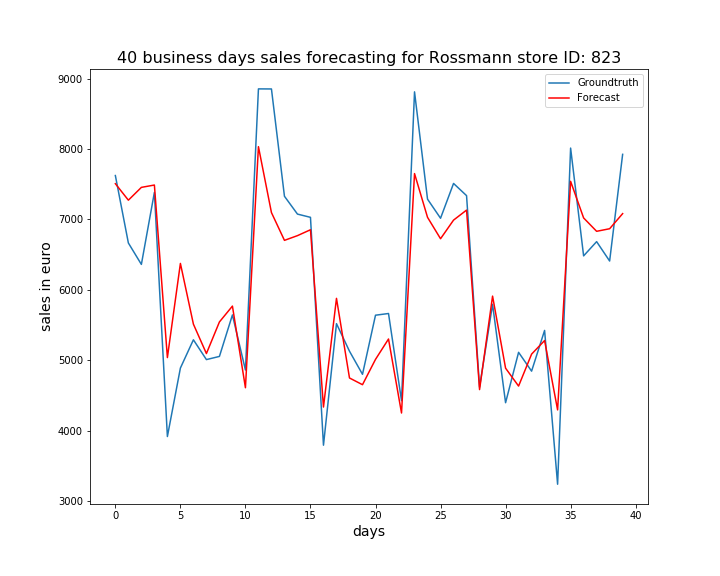 40 business days sales forecasting for Rossmann store ID: 823
Groundtruth
Forecast
sales in euro
9000
8000
7000
6000
5000
4000
3000
0 5 10 15 20 25 30 35 40
days